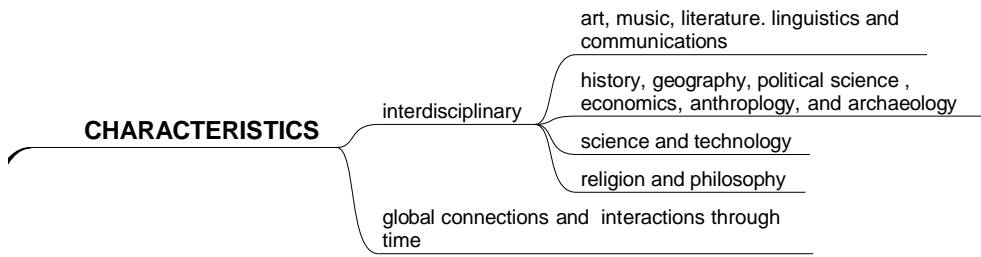 art, music, literature. linguistics and
communications
history, geography, political science ,
economics, anthroplogy, and archaeology
interdisciplinary
CHARACTERISTICS
science and technology
religion and philosophy
global connections and  interactions through
time